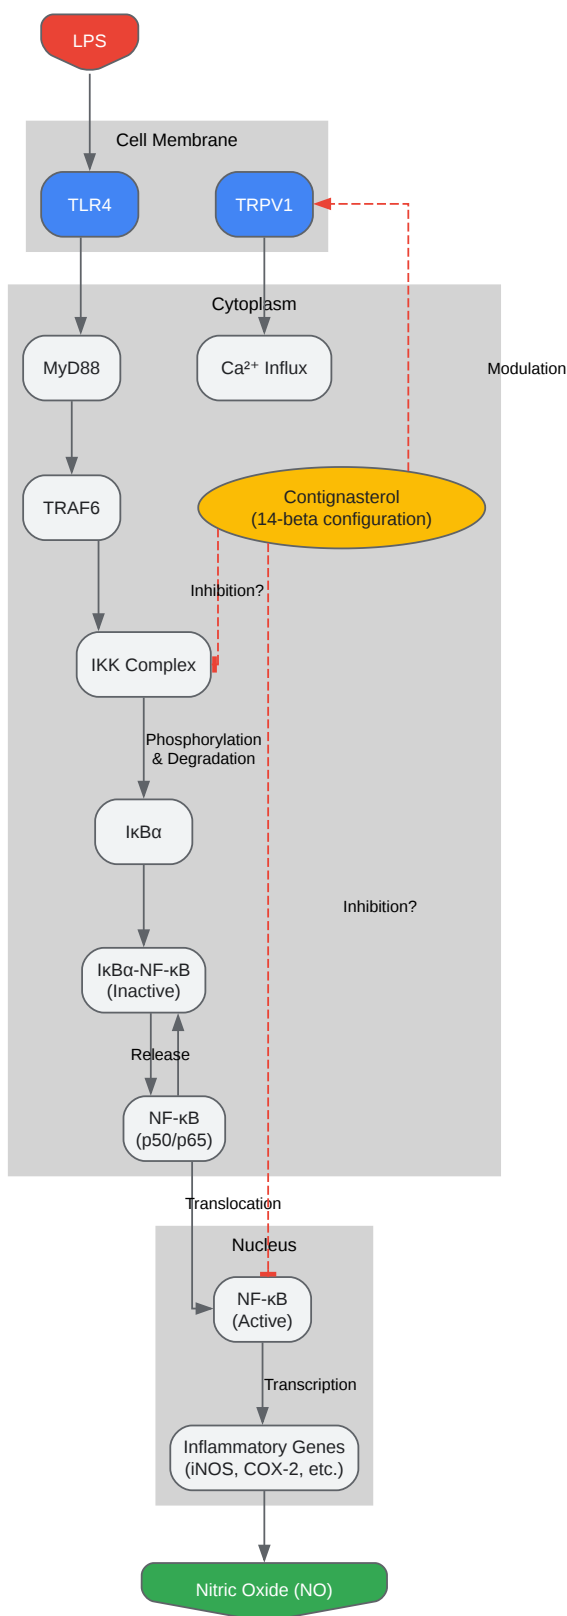 LPS
Cell Membrane
TLR4
TRPV1
Cytoplasm
MyD88
Ca²⁺ Influx
Modulation
TRAF6
Contignasterol
(14-beta configuration)
Inhibition?
IKK Complex
Phosphorylation
& Degradation
IκBα
Inhibition?
IκBα-NF-κB
(Inactive)
Release
NF-κB
(p50/p65)
Translocation
Nucleus
NF-κB
(Active)
Transcription
Inflammatory Genes
(iNOS, COX-2, etc.)
Nitric Oxide (NO)